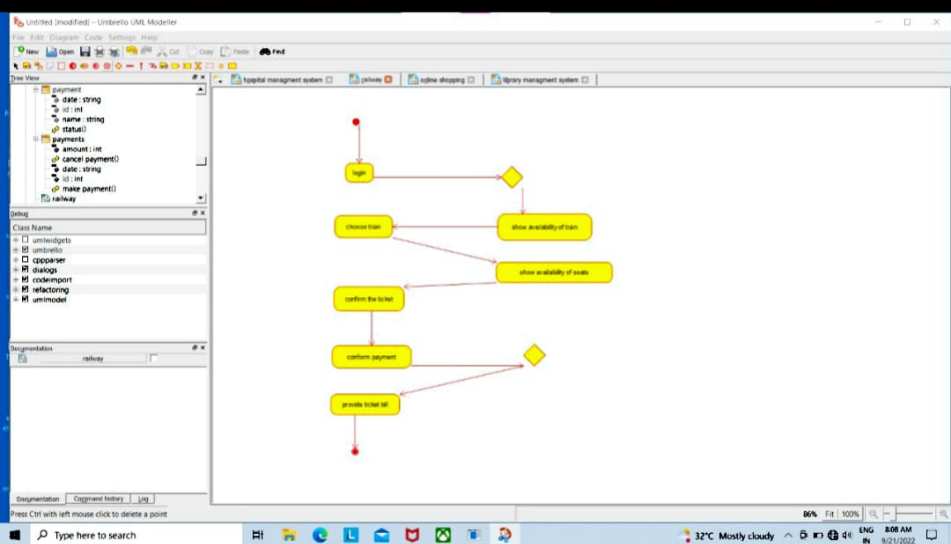 Untitled [modified] – Umbrello UML Modeller
File Edit Diagram Code Settings Help
New Open Cut Copy Paste Find
Tree View
hospital managment system railway online shopping library managment system
payment
date : string
id : int
name : string
status()
payments
amount : int
cancel payment()
date : string
id : int
make payment()
railway
Debug
Class Name
umlwidgets
umbrello
cppparser
dialogs
codeimport
refactoring
umlmodel
Documentation
railway
Documentation Command history Log
login
choose train
show availability of train
show availability of seats
confirm the ticket
conform payment
provide ticket bill
Press Ctrl with left mouse click to delete a point
86% Fit 100%
Type here to search
L
32°C Mostly cloudy
ENG
IN
8:08 AM
9/21/2022